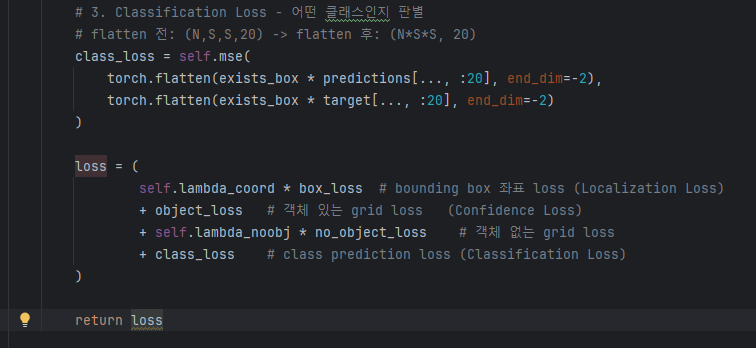 # 3. Classification Loss - 어떤 클래스인지 판별
# flatten 전: (N,S,S,20) -> flatten 후: (N*S*S, 20)
class_loss = self.mse(
    torch.flatten(exists_box * predictions[..., :20], end_dim=-2),
    torch.flatten(exists_box * target[..., :20], end_dim=-2)
)
loss = (
        self.lambda_coord * box_loss  # bounding box 좌표 loss (Localization Loss)
        + object_loss   # 객체 있는 grid loss   (Confidence Loss)
        + self.lambda_noobj * no_object_loss    # 객체 없는 grid loss
        + class_loss    # class prediction loss (Classification Loss)
)
return loss